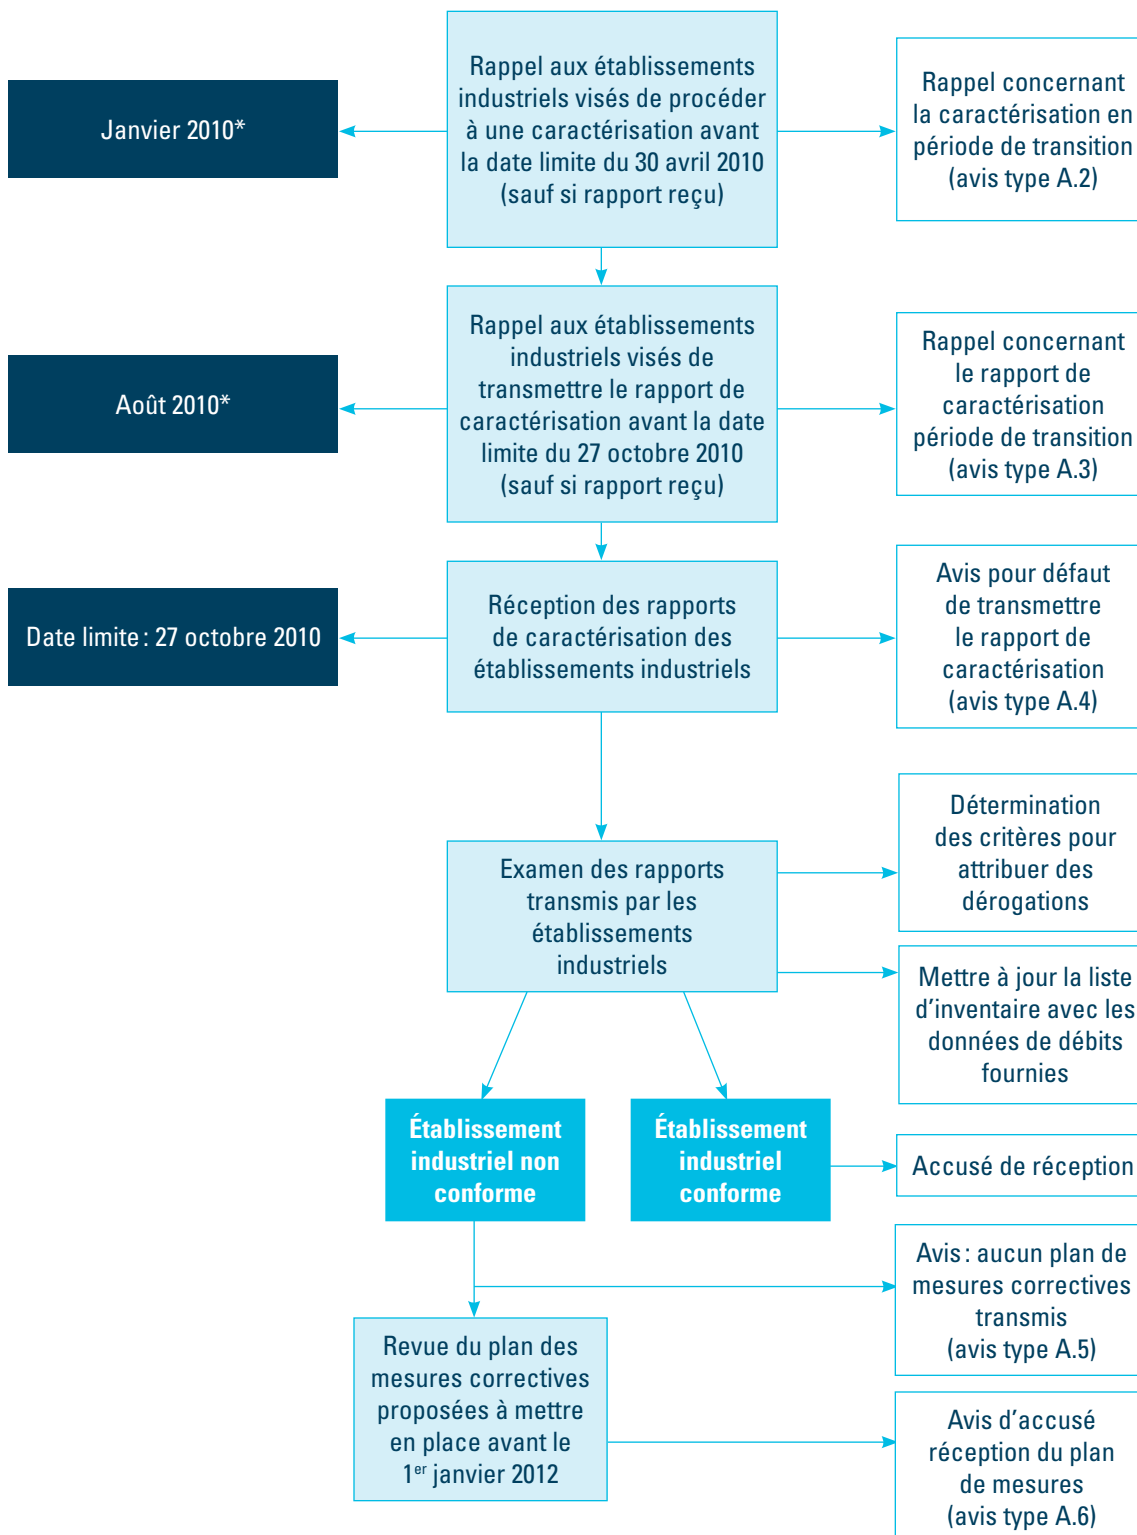 Janvier 2010*
Rappel aux établissements
industriels visés de procéder
à une caractérisation avant
la date limite du 30 avril 2010
(sauf si rapport reçu)
Rappel concernant
la caractérisation en
période de transition
(avis type A.2)
Août 2010*
Rappel aux établissements
industriels visés de
transmettre le rapport de
caractérisation avant la date
limite du 27 octobre 2010
(sauf si rapport reçu)
Rappel concernant
le rapport de
caractérisation
période de transition
(avis type A.3)
Date limite : 27 octobre 2010
Réception des rapports
de caractérisation des
établissements industriels
Avis pour défaut
de transmettre
le rapport de
caractérisation
(avis type A.4)
Examen des rapports
transmis par les
établissements
industriels
Détermination
des critères pour
attribuer des
dérogations
Mettre à jour la liste
d’inventaire avec les
données de débits
fournies
Établissement
industriel non
conforme
Établissement
industriel
conforme
Accusé de réception
Avis : aucun plan de
mesures correctives
transmis
(avis type A.5)
Revue du plan des
mesures correctives
proposées à mettre
en place avant le
1er janvier 2012
Avis d’accusé
réception du plan
de mesures
(avis type A.6)